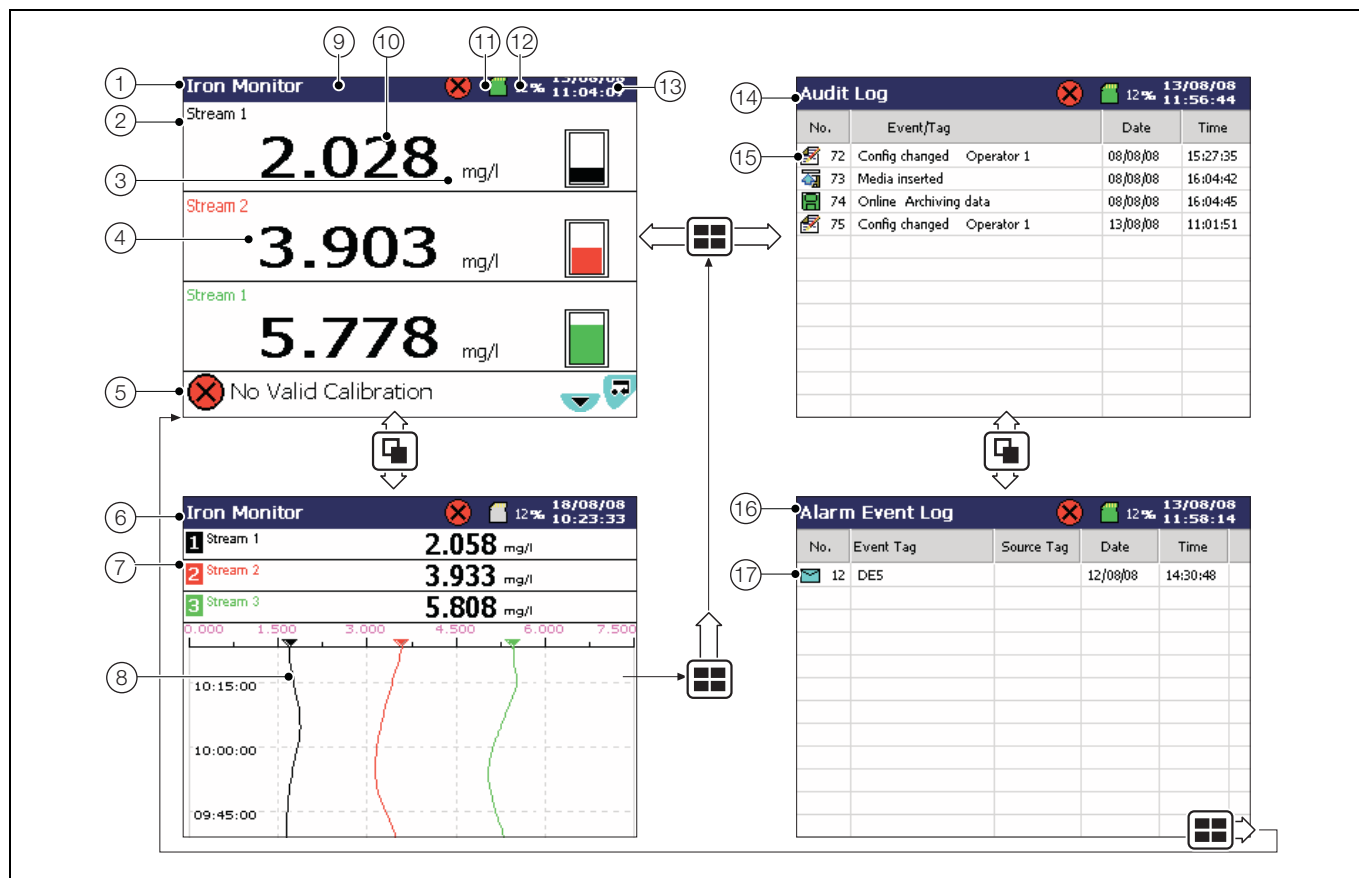 9 10 11 12
1 Iron Monitor 12% 13/08/08
11:04:07 13
2 Stream 1
2.028 mg/l
3
Stream 2
4 3.903 mg/l
Stream 1
5.778 mg/l
5 No Valid Calibration
14 Audit Log 12% 13/08/08
11:56:44
No. Event/Tag Date Time
15 72 Config changed Operator 1 08/08/08 15:27:35
73 Media inserted 08/08/08 16:04:42
74 Online Archiving data 08/08/08 16:04:45
75 Config changed Operator 1 13/08/08 11:01:51
6 Iron Monitor 12% 18/08/08
10:23:33
1 Stream 1 2.058 mg/l
7 2 Stream 2 3.933 mg/l
3 Stream 3 5.808 mg/l
0.000 1.500 3.000 4.500 6.000 7.500
8
10:15:00
10:00:00
09:45:00
16 Alarm Event Log 12% 13/08/08
11:58:14
No. Event Tag Source Tag Date Time
17 12 DE5 12/08/08 14:30:48